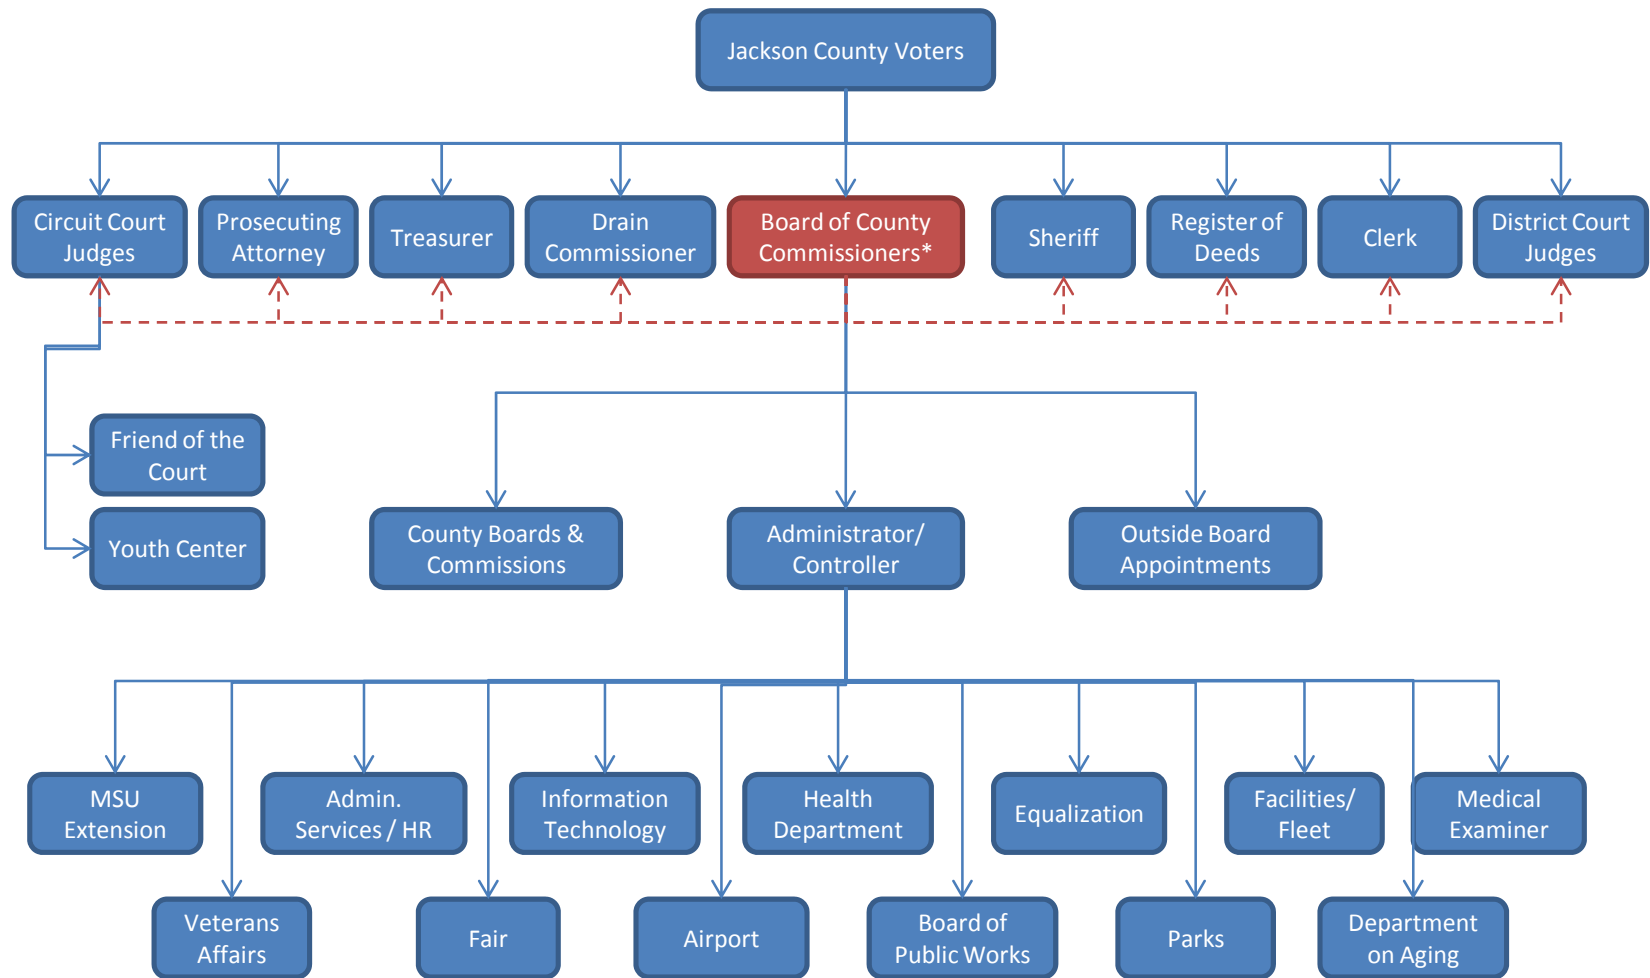 Jackson County Voters
Circuit Court
Judges
Prosecuting
Attorney
Treasurer
Drain
Commissioner
Board of County
Commissioners*
Sheriff
Register of
Deeds
Clerk
District Court
Judges
Friend of the
Court
Youth Center
County Boards &
Commissions
Administrator/
Controller
Outside Board
Appointments
MSU
Extension
Admin.
Services / HR
Information
Technology
Health
Department
Equalization
Facilities/
Fleet
Medical
Examiner
Veterans
Affairs
Fair
Airport
Board of
Public Works
Parks
Department
on Aging